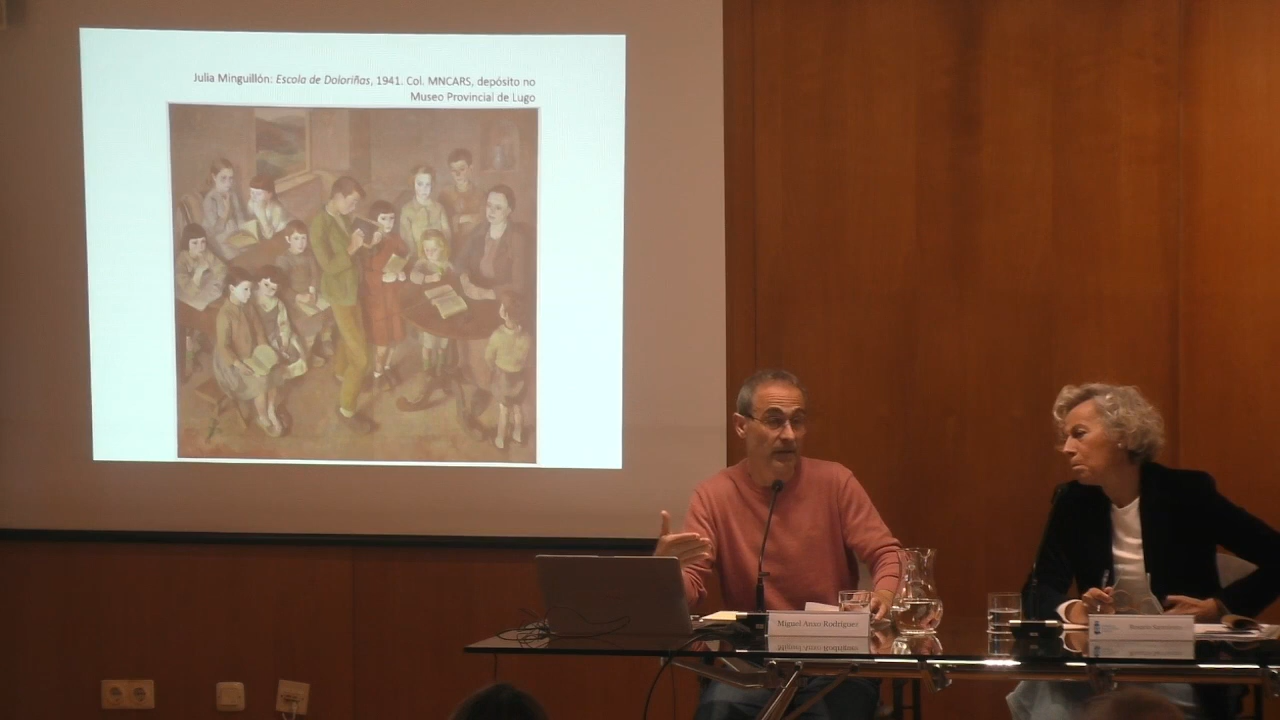 Julia Minguillón: Escola de Doloriñas, 1941. Col. MNCARS, depósito no
Museo Provincial de Lugo
Miguel Anxo Rodríguez